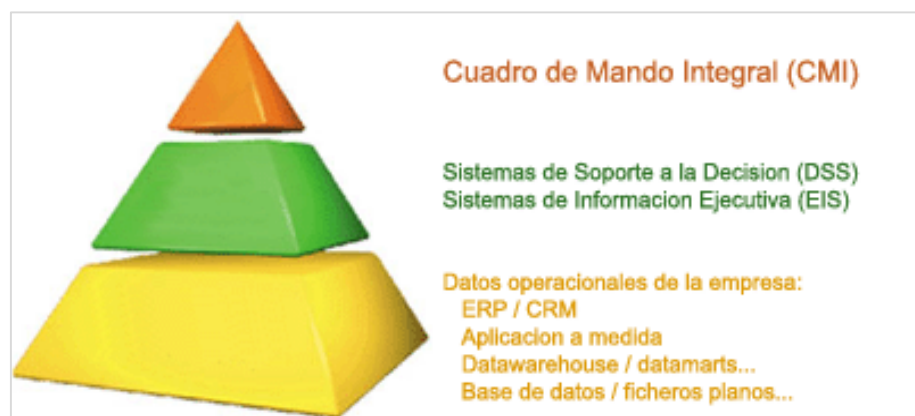 Cuadro de Mando Integral (CMI)
Sistemas de Soporte a la Decision (DSS)
Sistemas de Informacion Ejecutiva (EIS)
Datos operacionales de la empresa:
ERP / CRM
Aplicacion a medida
Datawarehouse / datamarts...
Base de datos / ficheros planos...